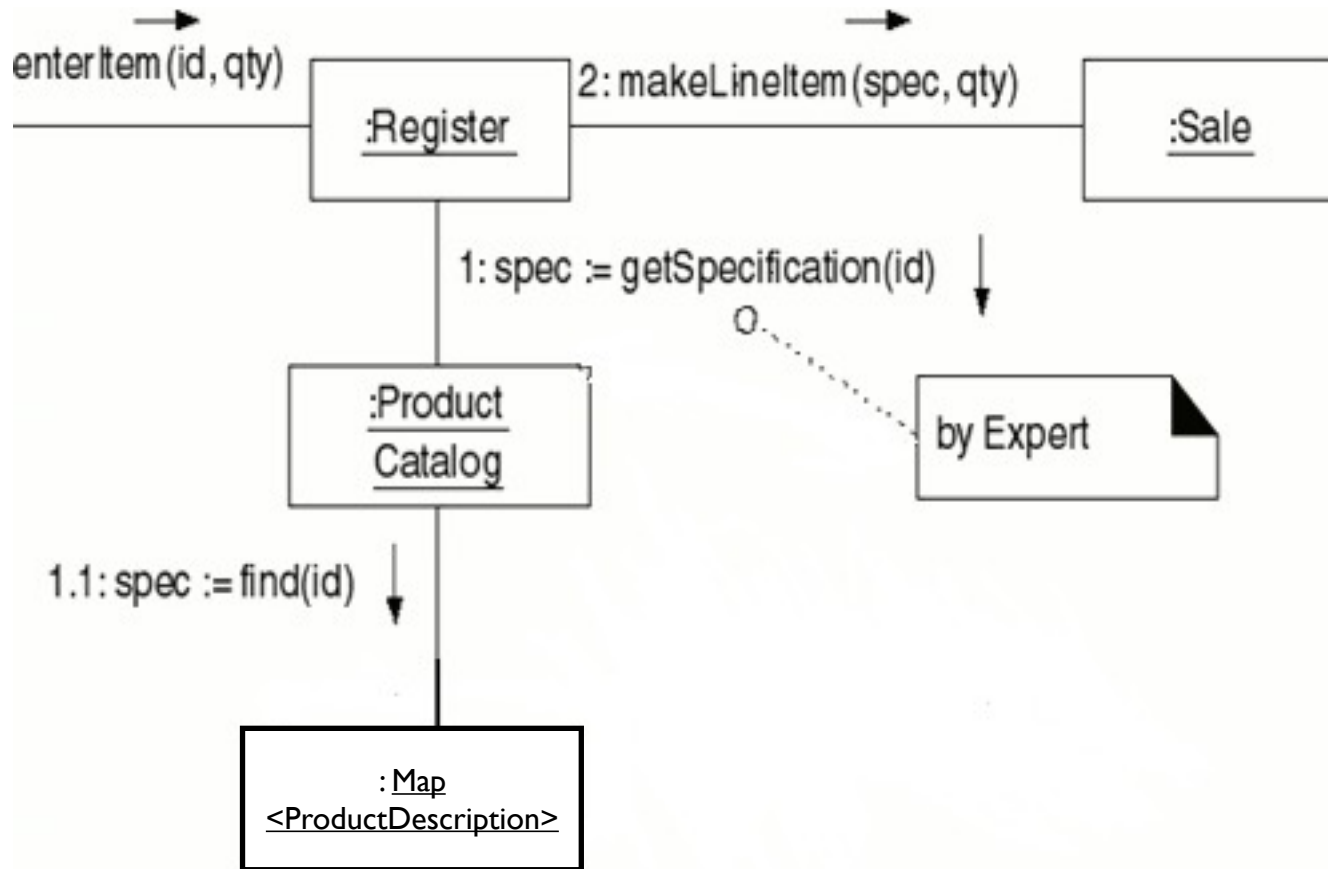 enterItem(id, qty)
2: makeLineItem(spec, qty)
:Register
:Sale
1: spec := getSpecification(id)
:Product
Catalog
by Expert
1.1: spec := find(id)
: Map
<ProductDescription>